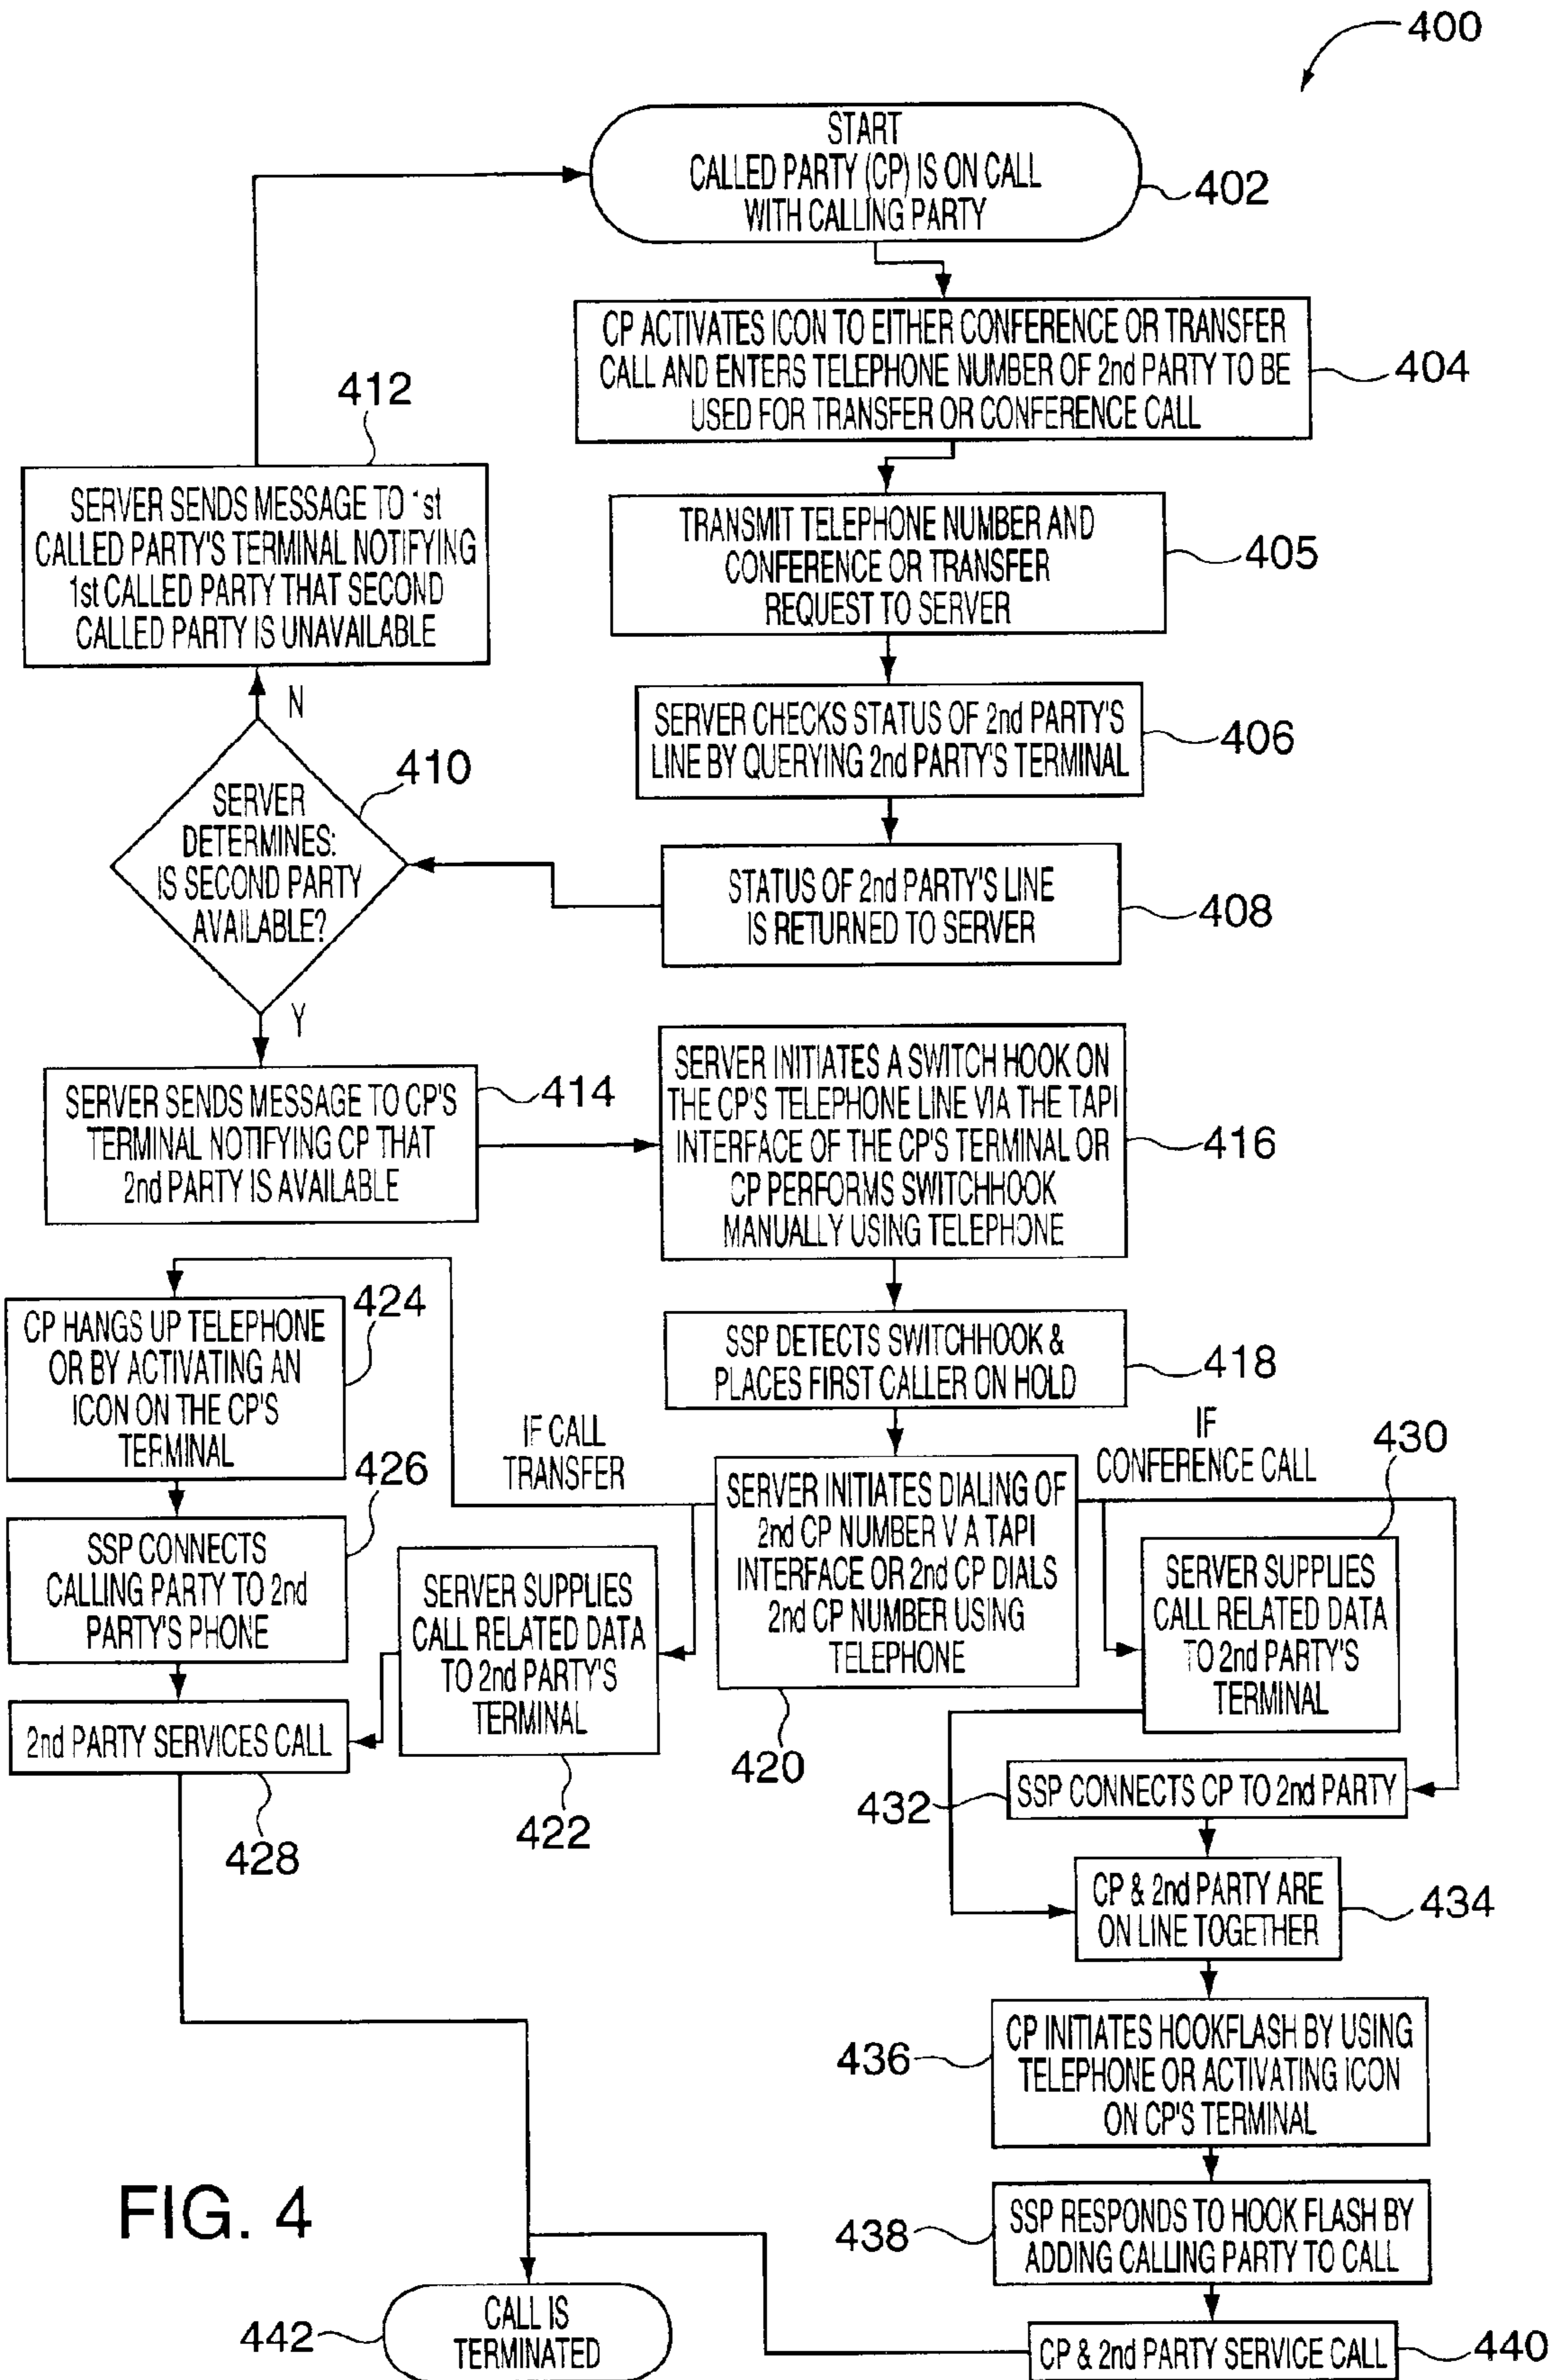 400
START
CALLED PARTY (CP) IS ON CALL
WITH CALLING PARTY
402
CP ACTIVATES ICON TO EITHER CONFERENCE OR TRANSFER
CALL AND ENTERS TELEPHONE NUMBER OF 2nd PARTY TO BE
USED FOR TRANSFER OR CONFERENCE CALL
404
412
SERVER SENDS MESSAGE TO 1st
CALLED PARTY'S TERMINAL NOTIFYING
1st CALLED PARTY THAT SECOND
CALLED PARTY IS UNAVAILABLE
TRANSMIT TELEPHONE NUMBER AND
CONFERENCE OR TRANSFER
REQUEST TO SERVER
405
N
SERVER CHECKS STATUS OF 2nd PARTY'S
LINE BY QUERYING 2nd PARTY'S TERMINAL
406
410
SERVER
DETERMINES:
IS SECOND PARTY
AVAILABLE?
STATUS OF 2nd PARTY'S LINE
IS RETURNED TO SERVER
408
Y
SERVER SENDS MESSAGE TO CP'S
TERMINAL NOTIFYING CP THAT
2nd PARTY IS AVAILABLE
414
SERVER INITIATES A SWITCH HOOK ON
THE CP'S TELEPHONE LINE VIA THE TAPI
INTERFACE OF THE CP'S TERMINAL OR
CP PERFORMS SWITCHHOOK
MANUALLY USING TELEPHONE
416
SSP DETECTS SWITCHHOOK &
PLACES FIRST CALLER ON HOLD
418
CP HANGS UP TELEPHONE
OR BY ACTIVATING AN
ICON ON THE CP'S
TERMINAL
424
IF CALL
TRANSFER
IF
CONFERENCE CALL
SERVER INITIATES DIALING OF
2nd CP NUMBER V A TAPI
INTERFACE OR 2nd CP DIALS
2nd CP NUMBER USING
TELEPHONE
420
430
SERVER SUPPLIES
CALL RELATED DATA
TO 2nd PARTY'S
TERMINAL
426
SSP CONNECTS
CALLING PARTY TO 2nd
PARTY'S PHONE
SERVER SUPPLIES
CALL RELATED DATA
TO 2nd PARTY'S
TERMINAL
422
2nd PARTY SERVICES CALL
428
432
SSP CONNECTS CP TO 2nd PARTY
CP & 2nd PARTY ARE
ON LINE TOGETHER
434
436
CP INITIATES HOOKFLASH BY USING
TELEPHONE OR ACTIVATING ICON
ON CP'S TERMINAL
438
SSP RESPONDS TO HOOK FLASH BY
ADDING CALLING PARTY TO CALL
CP & 2nd PARTY SERVICE CALL
440
442
CALL IS
TERMINATED
FIG. 4